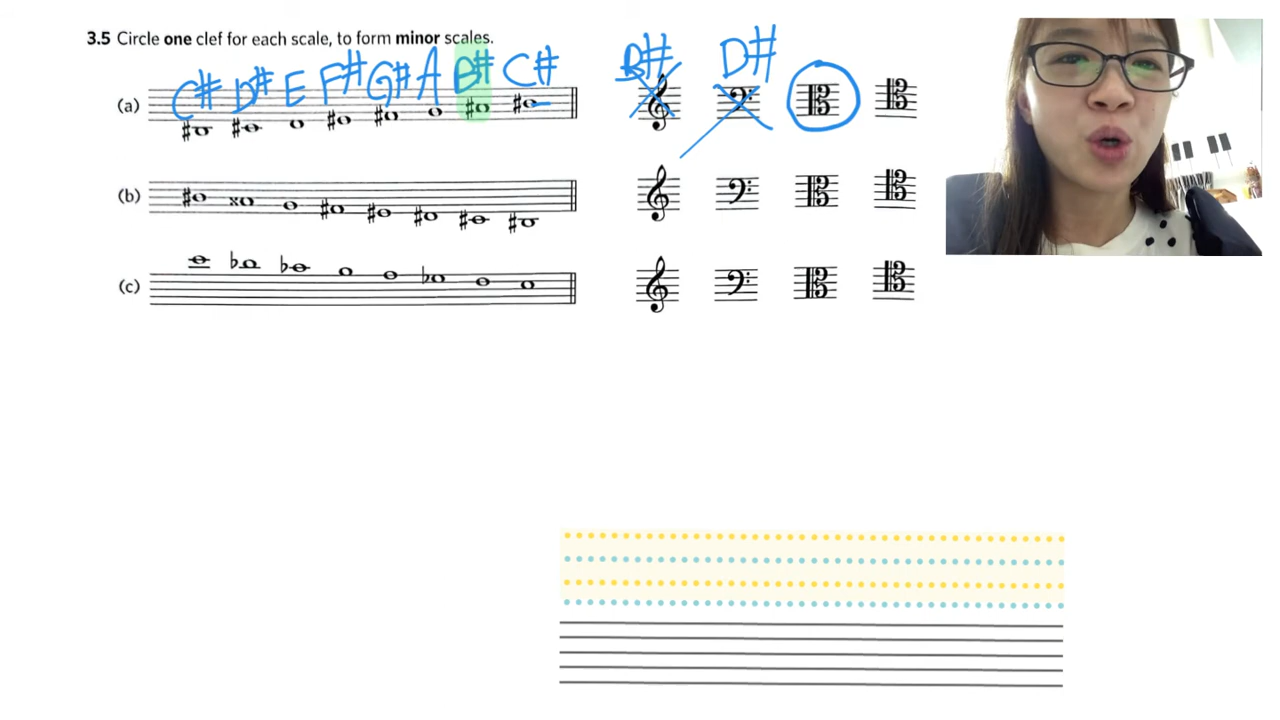 3.5 Circle one clef for each scale, to form minor scales.
C# D# E F# G# A B# C# B# D#
(a)
(b)
(c)